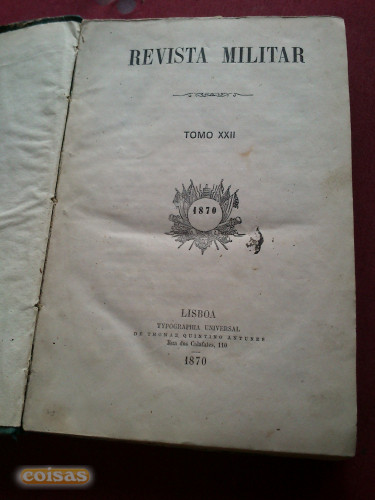 REVISTA MILITAR
TOMO XXII
1870
LISBOA
TYPOGRAPHIA UNIVERSAL
DE THOMAZ QUINTINO ANTUNES
Rua dos Calafates, 110
1870
coisas